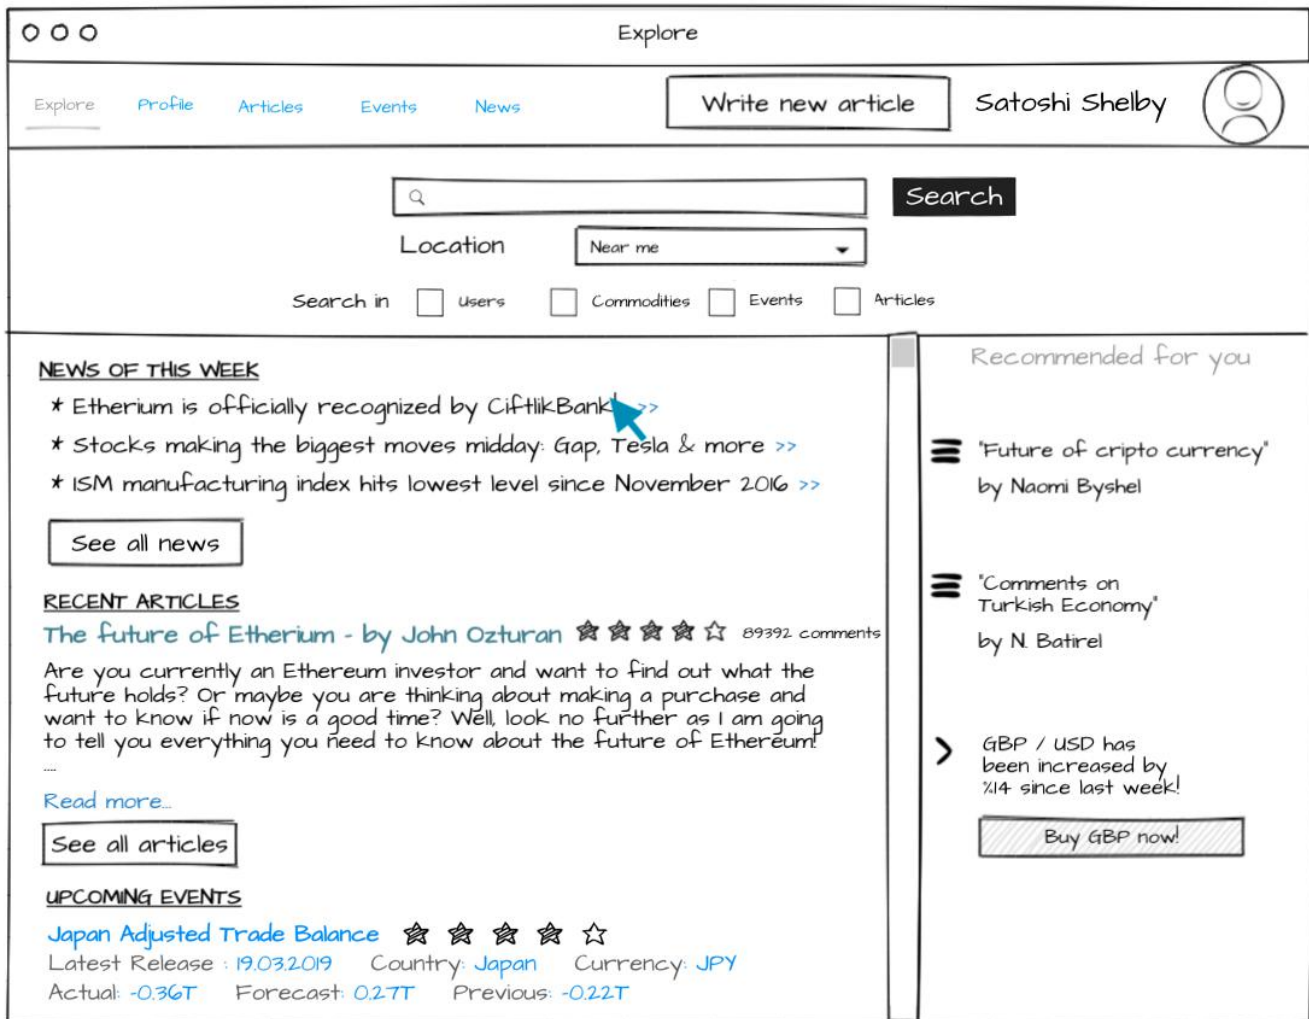 Explore
Explore Profile Articles Events News Write new article Satoshi Shelby
Search
Location Near me
Search in Users Commodities Events Articles
NEWS OF THIS WEEK
* Etherium is officially recognized by CiftlikBank! >>
* Stocks making the biggest moves midday: Gap, Tesla & more >>
* ISM manufacturing index hits lowest level since November 2016 >>
See all news
RECENT ARTICLES
The future of Etherium - by John Ozturan 89392 comments
Are you currently an Ethereum investor and want to find out what the
future holds? Or maybe you are thinking about making a purchase and
want to know if now is a good time? Well, look no further as I am going
to tell you everything you need to know about the future of Ethereum!
....
Read more...
See all articles
UPCOMING EVENTS
Japan Adjusted Trade Balance
Latest Release : 19.03.2019 Country: Japan Currency: JPY
Actual: -0.36T Forecast: 0.27T Previous: -0.22T
Recommended for you
"Future of cripto currency"
by Naomi Byshel
"Comments on
Turkish Economy"
by N. Batirel
GBP / USD has
been increased by
%14 since last week!
Buy GBP now!